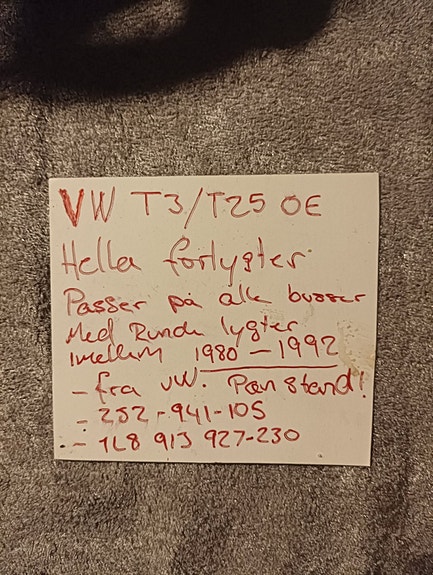 VW T3/T25 OE
Hella forlygter
Passer på alle busser
Med Runde lygter
imellem 1980 - 1992
- fra VW. Pæn stand!
- 252-941-105
- 1L8 913 927-230